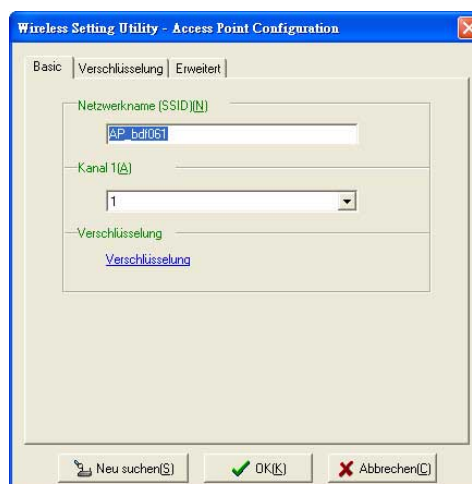 Wireless Setting Utility - Access Point Configuration
Basic Verschlüsselung Erweitert
Netzwerkname (SSID)(N)
AP_bdf061
Kanal 1(A)
1
Verschlüsselung
Verschlüsselung
Neu suchen(S) OK(K) Abbrechen(C)